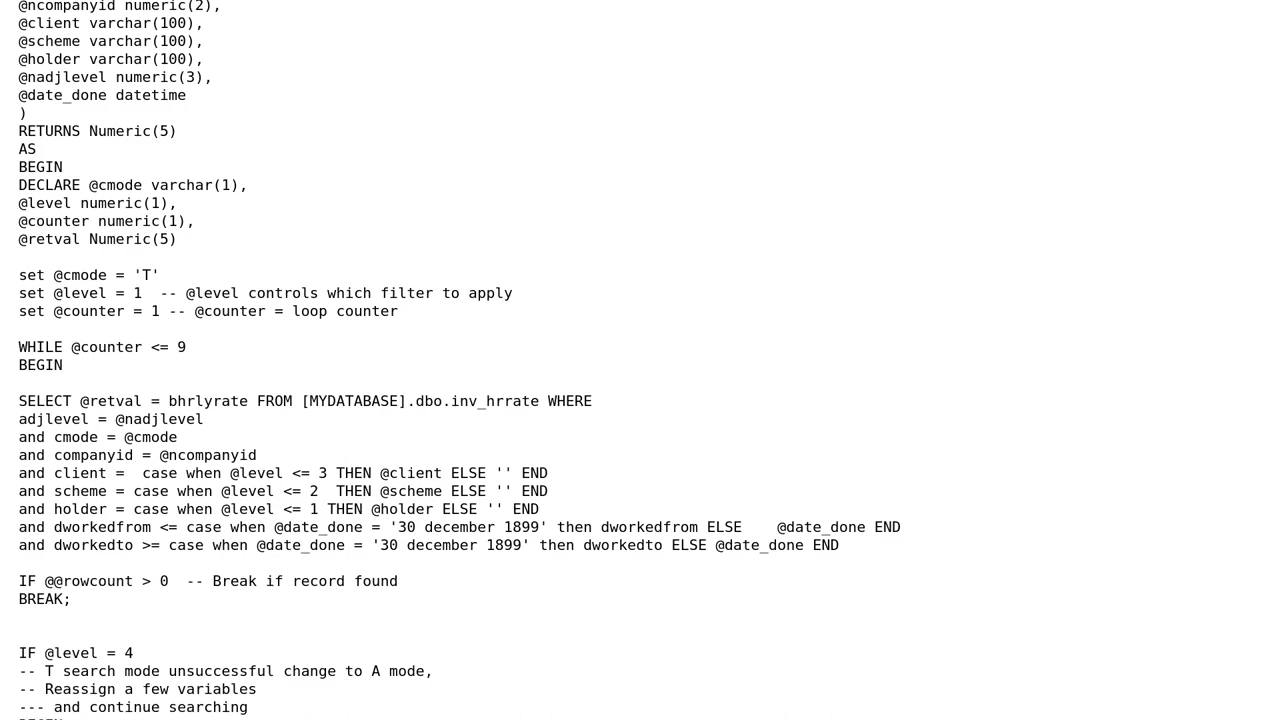 @ncompanyid numeric(2),
@client varchar(100),
@scheme varchar(100),
@holder varchar(100),
@nadjlevel numeric(3),
@date_done datetime
)
RETURNS Numeric(5)
AS
BEGIN
DECLARE @cmode varchar(1),
@level numeric(1),
@counter numeric(1),
@retval Numeric(5)

set @cmode = 'T'
set @level = 1  -- @level controls which filter to apply
set @counter = 1 -- @counter = loop counter

WHILE @counter <= 9
BEGIN

SELECT @retval = bhrlyrate FROM [MYDATABASE].dbo.inv_hrrate WHERE
adjlevel = @nadjlevel
and cmode = @cmode
and companyid = @ncompanyid
and client =  case when @level <= 3 THEN @client ELSE '' END
and scheme = case when @level <= 2  THEN @scheme ELSE '' END
and holder = case when @level <= 1 THEN @holder ELSE '' END
and dworkedfrom <= case when @date_done = '30 december 1899' then dworkedfrom ELSE    @date_done END
and dworkedto >= case when @date_done = '30 december 1899' then dworkedto ELSE @date_done END

IF @@rowcount > 0  -- Break if record found
BREAK;

IF @level = 4
-- T search mode unsuccessful change to A mode,
-- Reassign a few variables
--- and continue searching